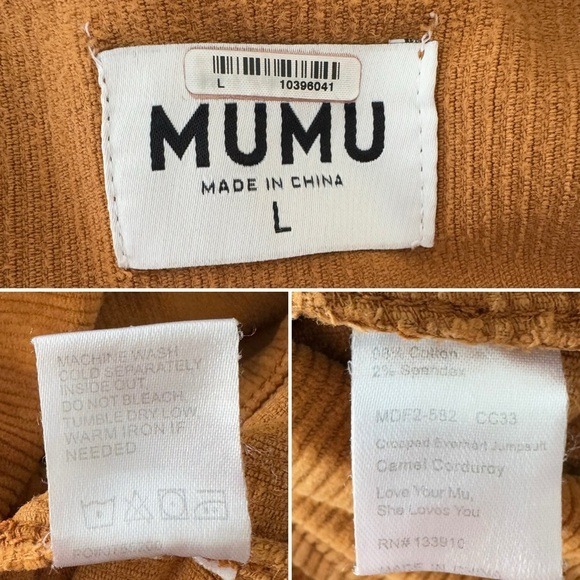 L 10396041
MUMU
MADE IN CHINA
L
MACHINE WASH
COLD SEPARATELY
INSIDE OUT.
DO NOT BLEACH.
TUMBLE DRY LOW.
WARM IRON IF
NEEDED
98% Cotton
2% Spandex
MDF2-582 CC33
Cropped Everhart Jumpsuit
Camel Corduroy
Love Your Mu,
She Loves You
RN# 133910